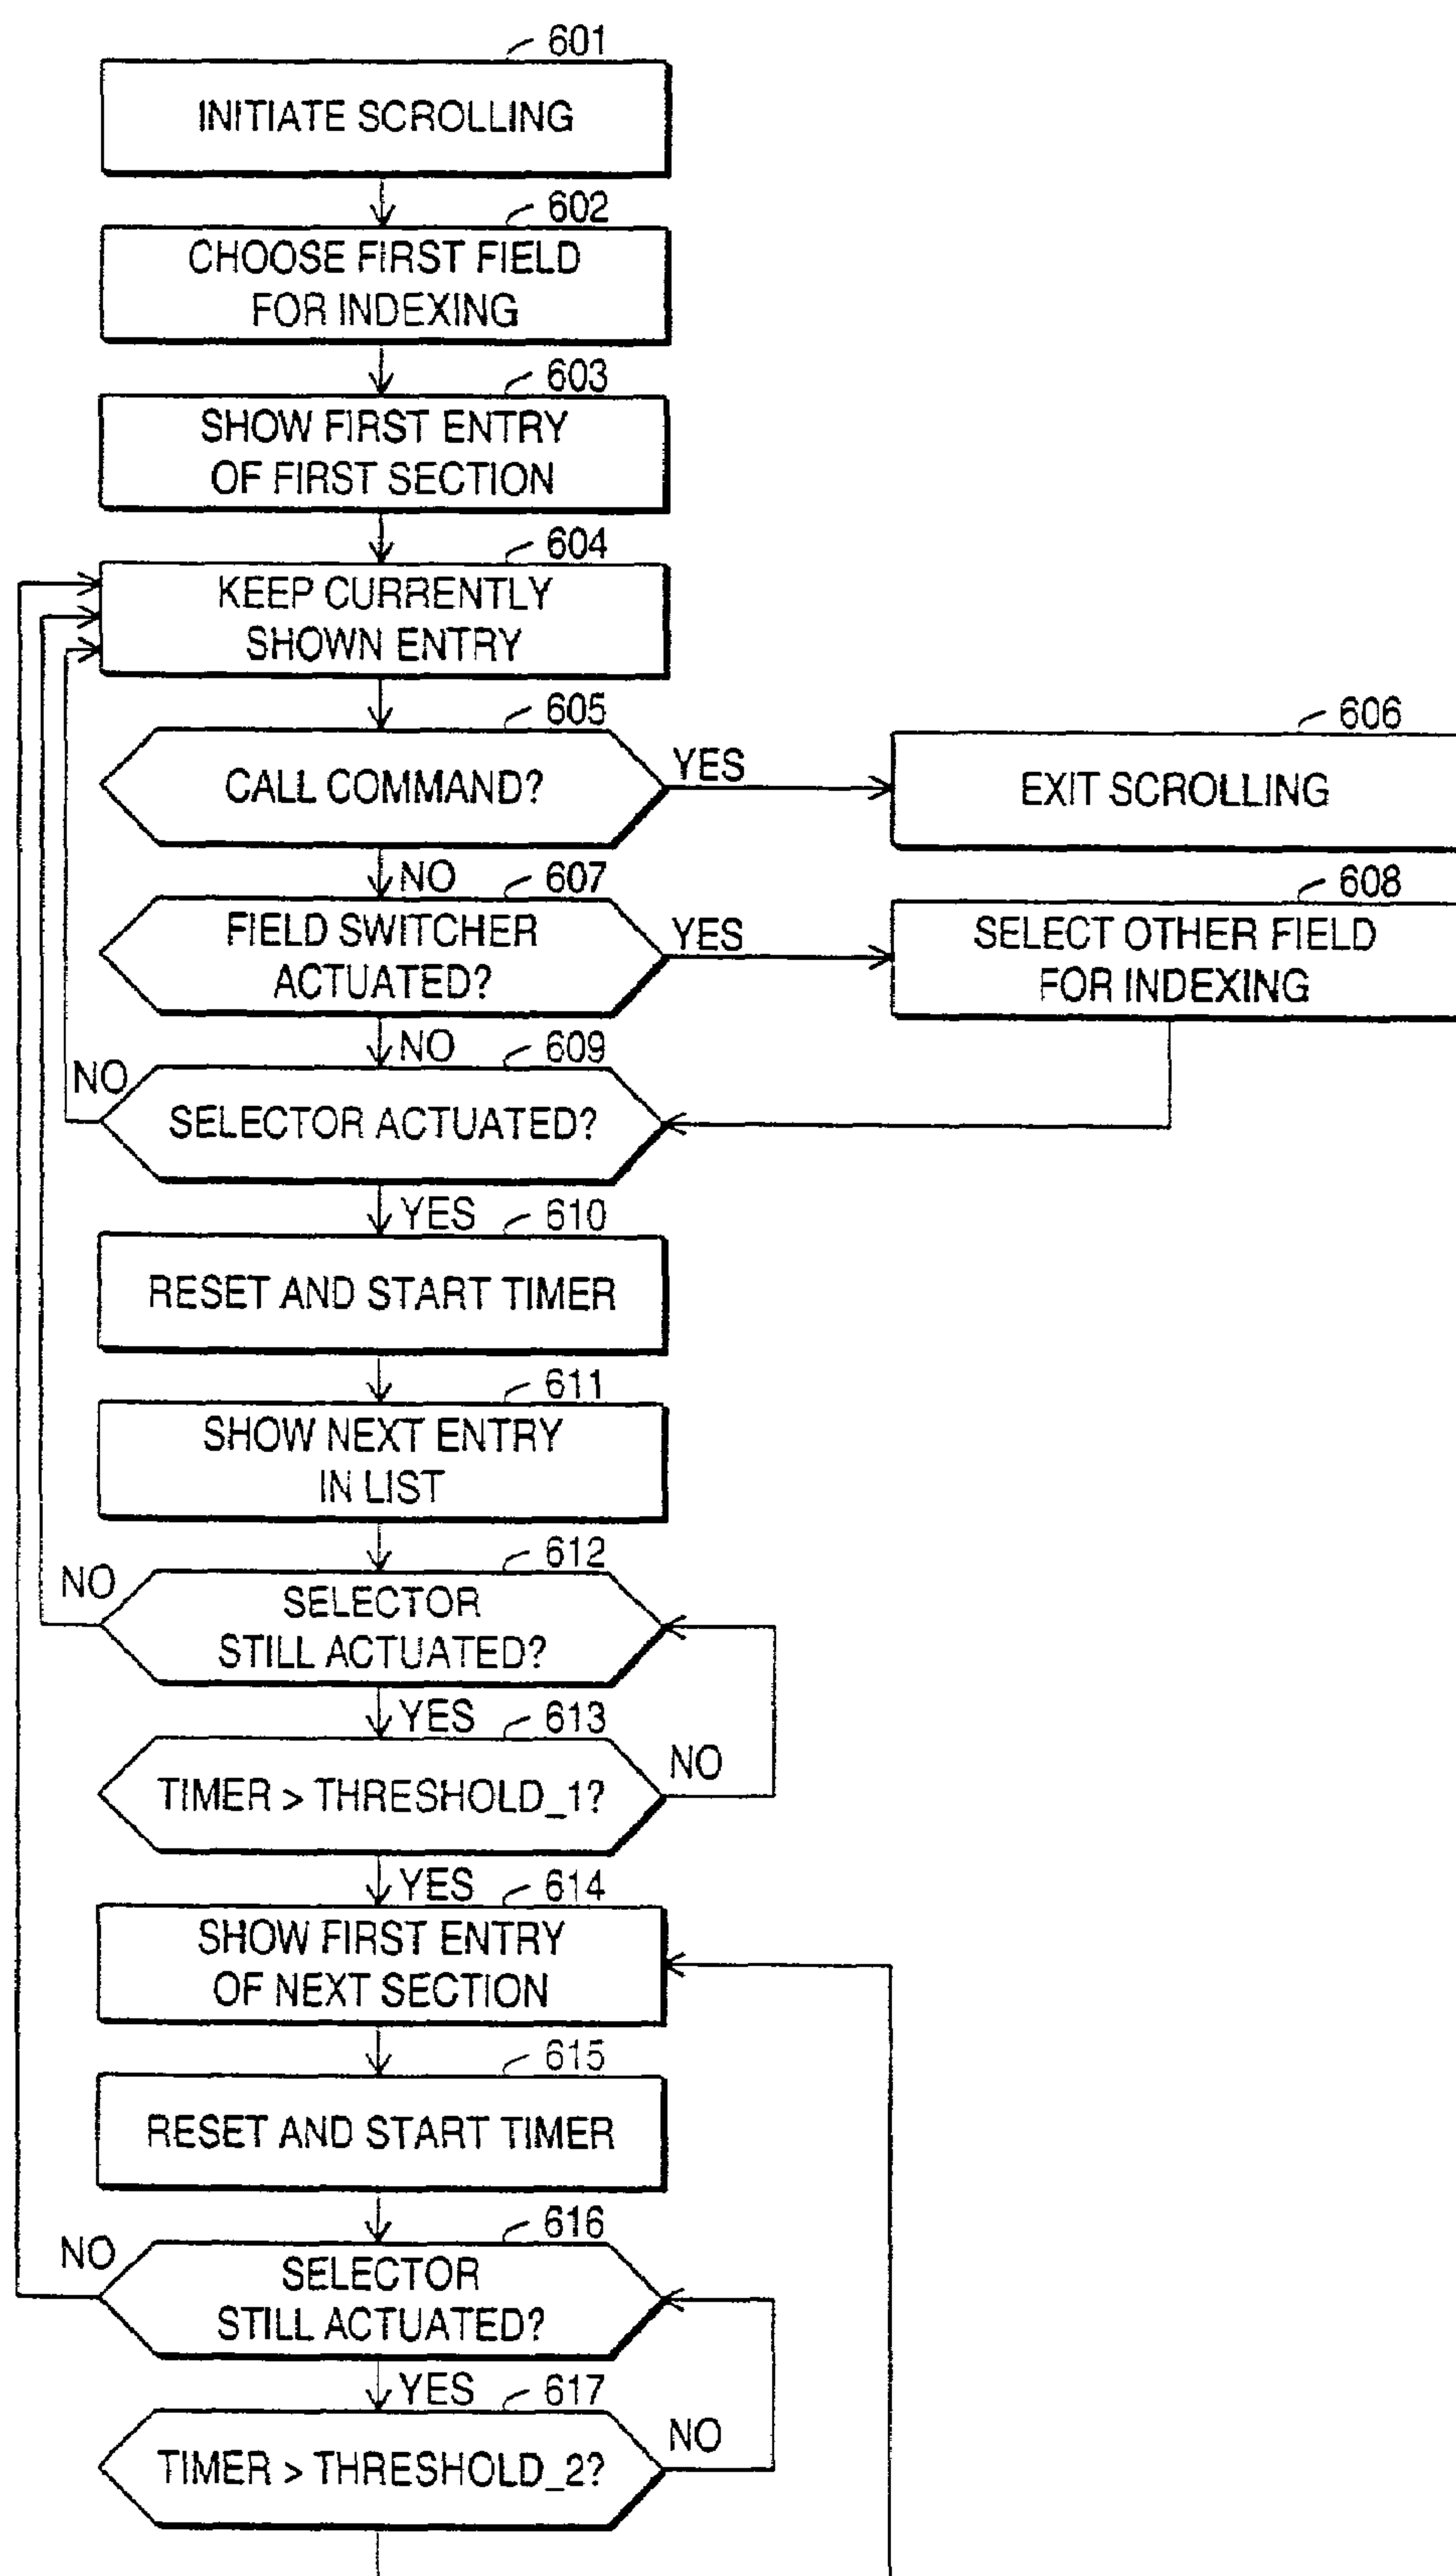 601
INITIATE SCROLLING
602
CHOOSE FIRST FIELD
FOR INDEXING
603
SHOW FIRST ENTRY
OF FIRST SECTION
604
KEEP CURRENTLY
SHOWN ENTRY
605
CALL COMMAND?
YES
606
EXIT SCROLLING
NO
607
FIELD SWITCHER
ACTUATED?
YES
608
SELECT OTHER FIELD
FOR INDEXING
NO
609
NO
SELECTOR ACTUATED?
YES
610
RESET AND START TIMER
611
SHOW NEXT ENTRY
IN LIST
612
NO
SELECTOR
STILL ACTUATED?
YES
613
TIMER > THRESHOLD_1?
NO
YES
614
SHOW FIRST ENTRY
OF NEXT SECTION
615
RESET AND START TIMER
616
NO
SELECTOR
STILL ACTUATED?
YES
617
TIMER > THRESHOLD_2?
NO